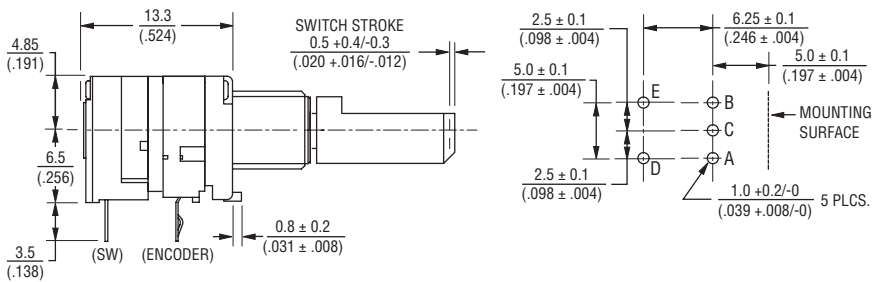 13.3
(.524)
4.85
(.191)
SWITCH STROKE
0.5 +0.4/-0.3
(.020 +.016/-.012)
6.5
(.256)
3.5
(.138)
(SW)
(ENCODER)
0.8 ± 0.2
(.031 ± .008)
2.5 ± 0.1
(.098 ± .004)
6.25 ± 0.1
(.246 ± .004)
5.0 ± 0.1
(.197 ± .004)
5.0 ± 0.1
(.197 ± .004)
E
B
C
D
A
MOUNTING
SURFACE
2.5 ± 0.1
(.098 ± .004)
1.0 +0.2/-0
(.039 +.008/-0)
5 PLCS.